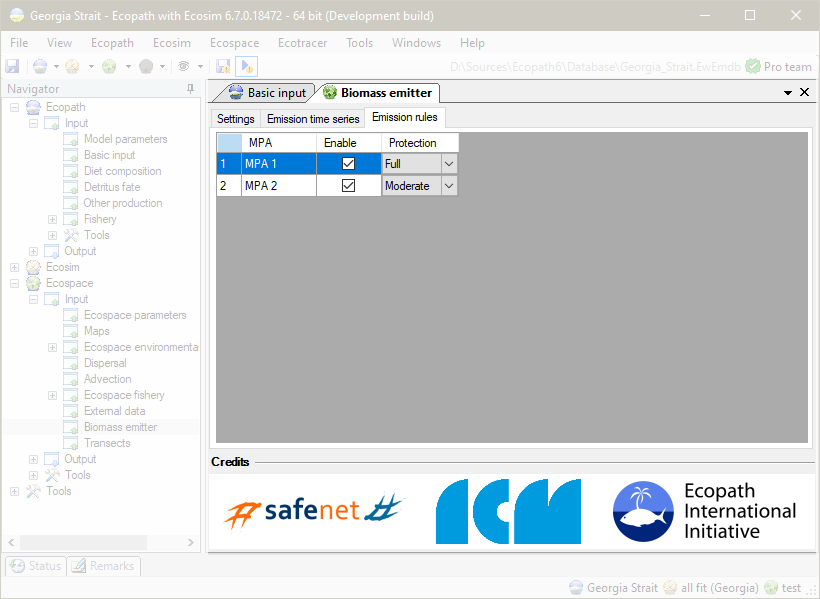 Georgia Strait - Ecopath with Ecosim 6.7.0.18472 - 64 bit (Development build)
File View Ecopath Ecosim Ecospace Ecotracer Tools Windows Help
D:\Sources\Ecopath6\Database\Georgia_Strait.EwEmdb Pro team
Navigator
Ecopath
Input
Model parameters
Basic input
Diet composition
Detritus fate
Other production
Fishery
Tools
Output
Ecosim
Ecospace
Input
Ecospace parameters
Maps
Ecospace environmenta
Dispersal
Advection
Ecospace fishery
External data
Biomass emitter
Transects
Output
Tools
Tools
Status Remarks
Basic input Biomass emitter
Settings Emission time series Emission rules
MPA Enable Protection
1 MPA 1 Full
2 MPA 2 Moderate
Credits
safenet
ICM
Ecopath
International
Initiative
Georgia Strait all fit (Georgia) test